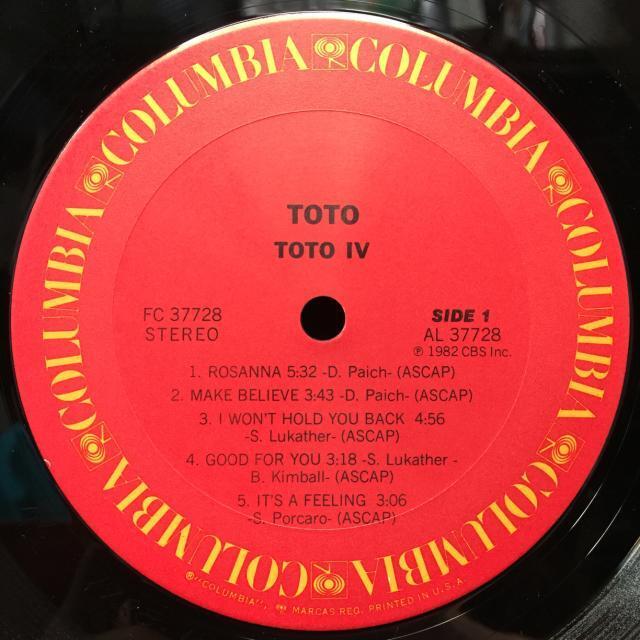 COLUMBIA COLUMBIA COLUMBIA COLUMBIA COLUMBIA COLUMBIA
TOTO
TOTO IV
FC 37728
STEREO
SIDE 1
AL 37728
℗ 1982 CBS Inc.
1. ROSANNA 5:32 -D. Paich- (ASCAP)
2. MAKE BELIEVE 3:43 -D. Paich- (ASCAP)
3. I WON'T HOLD YOU BACK 4:56
-S. Lukather- (ASCAP)
4. GOOD FOR YOU 3:18 -S. Lukather -
B. Kimball- (ASCAP)
5. IT'S A FEELING 3:06
-S. Porcaro- (ASCAP)
®"COLUMBIA", MARCAS REG. PRINTED IN U.S.A.